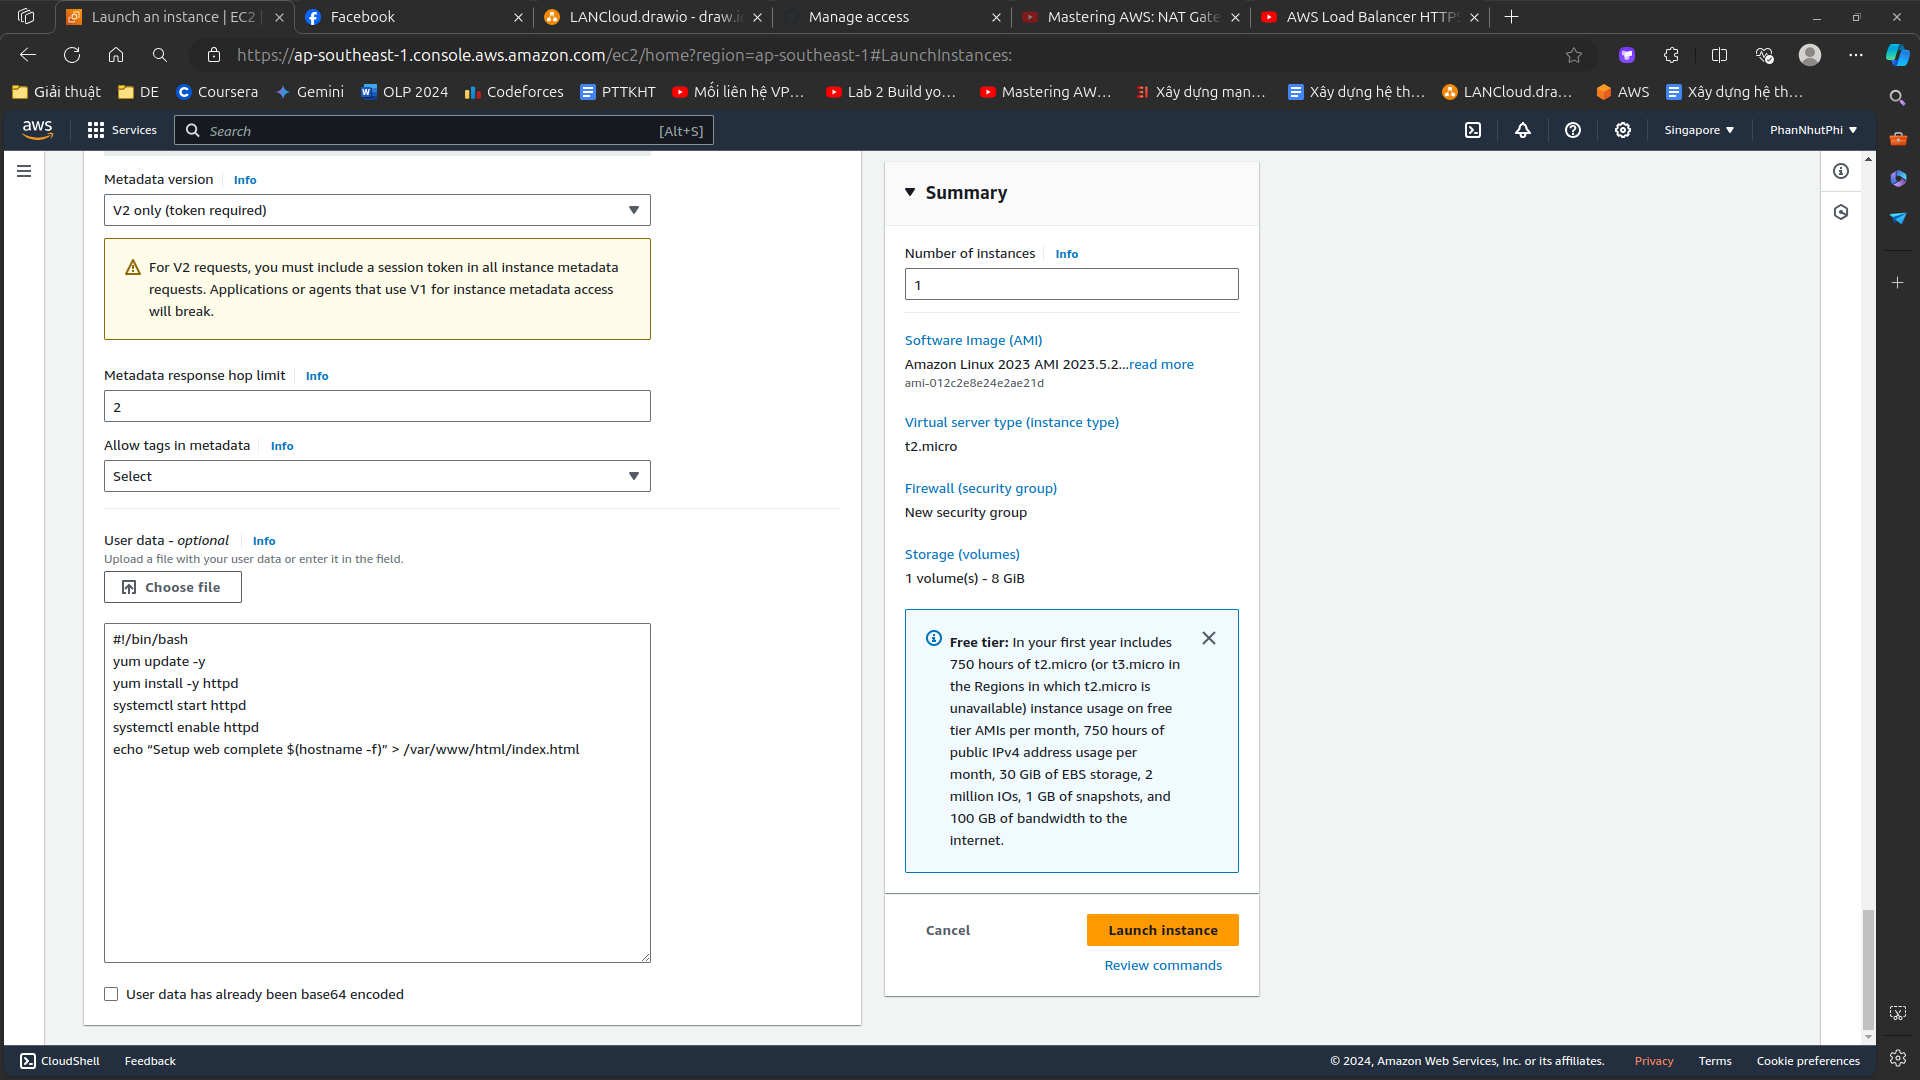 Launch an instance | EC2 |
Facebook
LANCloud.drawio - draw.i
Manage access
Mastering AWS: NAT Gate
AWS Load Balancer HTTPS
https://ap-southeast-1.console.aws.amazon.com/ec2/home?region=ap-southeast-1#LaunchInstances:
Giải thuật
DE
Coursera
Gemini
OLP 2024
Codeforces
PTTKHT
Mối liên hệ VP...
Lab 2 Build yo...
Mastering AW...
Xây dựng mạn...
Xây dựng hệ th...
LANCloud.dra...
AWS
Xây dựng hệ th...
aws
Services
Search
[Alt+S]
Singapore
PhanNhutPhi
Metadata version
Info
V2 only (token required)
For V2 requests, you must include a session token in all instance metadata
requests. Applications or agents that use V1 for instance metadata access
will break.
Metadata response hop limit
Info
2
Allow tags in metadata
Info
Select
User data - optional
Info
Upload a file with your user data or enter it in the field.
Choose file
#!/bin/bash
yum update -y
yum install -y httpd
systemctl start httpd
systemctl enable httpd
echo “Setup web complete $(hostname -f)” > /var/www/html/index.html
User data has already been base64 encoded
Summary
Number of instances
Info
1
Software Image (AMI)
Amazon Linux 2023 AMI 2023.5.2...read more
ami-012c2e8e24e2ae21d
Virtual server type (instance type)
t2.micro
Firewall (security group)
New security group
Storage (volumes)
1 volume(s) - 8 GiB
Free tier: In your first year includes
750 hours of t2.micro (or t3.micro in
the Regions in which t2.micro is
unavailable) instance usage on free
tier AMIs per month, 750 hours of
public IPv4 address usage per
month, 30 GiB of EBS storage, 2
million IOs, 1 GB of snapshots, and
100 GB of bandwidth to the
internet.
Cancel
Launch instance
Review commands
CloudShell
Feedback
© 2024, Amazon Web Services, Inc. or its affiliates.
Privacy
Terms
Cookie preferences